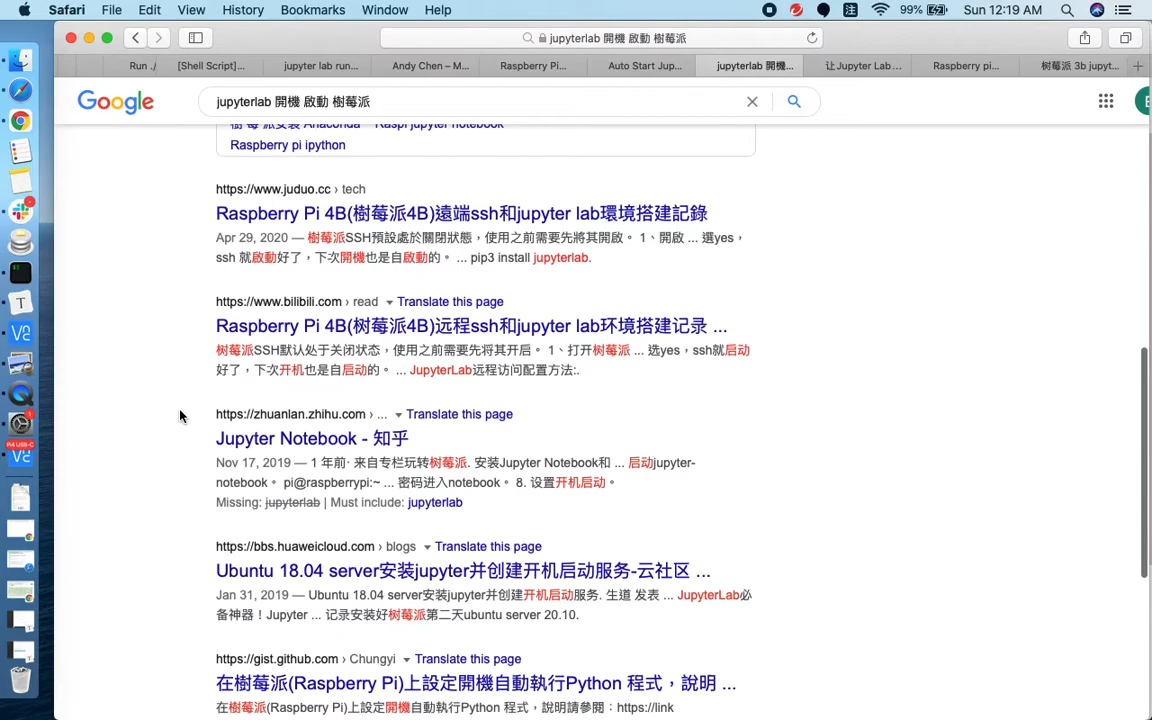 Safari File Edit View History Bookmarks Window Help
注 99% Sun 12:19 AM
jupyterlab 開機 啟動 樹莓派
Run ./ [Shell Script]... jupyter lab run... Andy Chen – M... Raspberry Pi... Auto Start Jup... jupyterlab 開機... 让Jupyter Lab... Raspberry pi... 树莓派 3b jupyt...
Google jupyterlab 開機 啟動 樹莓派
樹 莓 派安裝 Anaconda Raspi jupyter notebook
Raspberry pi ipython
https://www.juduo.cc › tech
Raspberry Pi 4B(樹莓派4B)遠端ssh和jupyter lab環境搭建記錄
Apr 29, 2020 — 樹莓派SSH預設處於關閉狀態，使用之前需要先將其開啟。 1、開啟 ... 選yes，
ssh 就啟動好了，下次開機也是自啟動的。 ... pip3 install jupyterlab.
https://www.bilibili.com › read Translate this page
Raspberry Pi 4B(树莓派4B)远程ssh和jupyter lab环境搭建记录 ...
树莓派SSH默认处于关闭状态，使用之前需要先将其开启。 1、打开树莓派 ... 选yes，ssh就启动
好了，下次开机也是自启动的。 ... JupyterLab远程访问配置方法:.
https://zhuanlan.zhihu.com › ... Translate this page
Jupyter Notebook - 知乎
Nov 17, 2019 — 1 年前· 来自专栏玩转树莓派. 安装Jupyter Notebook和 ... 启动jupyter-
notebook。 pi@raspberrypi:~ ... 密码进入notebook。 8. 设置开机启动。
Missing: jupyterlab | Must include: jupyterlab
https://bbs.huaweicloud.com › blogs Translate this page
Ubuntu 18.04 server安装jupyter并创建开机启动服务-云社区 ...
Jan 31, 2019 — Ubuntu 18.04 server安装jupyter并创建开机启动服务. 生道 发表 ... JupyterLab必
备神器！Jupyter ... 记录安装好树莓派第二天ubuntu server 20.10.
https://gist.github.com › Chungyi Translate this page
在樹莓派(Raspberry Pi)上設定開機自動執行Python 程式，說明 ...
在樹莓派(Raspberry Pi)上設定開機自動執行Python 程式，說明請參閱：https://link